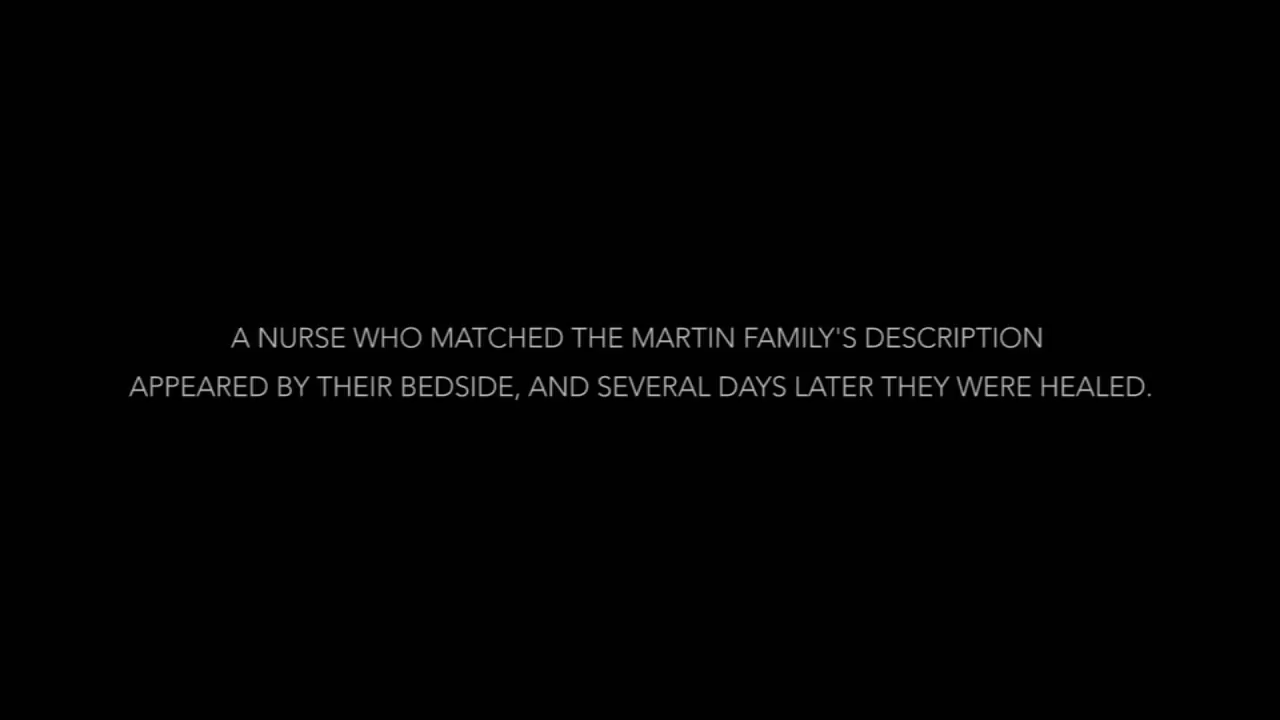 A NURSE WHO MATCHED THE MARTIN FAMILY'S DESCRIPTION
APPEARED BY THEIR BEDSIDE, AND SEVERAL DAYS LATER THEY WERE HEALED.